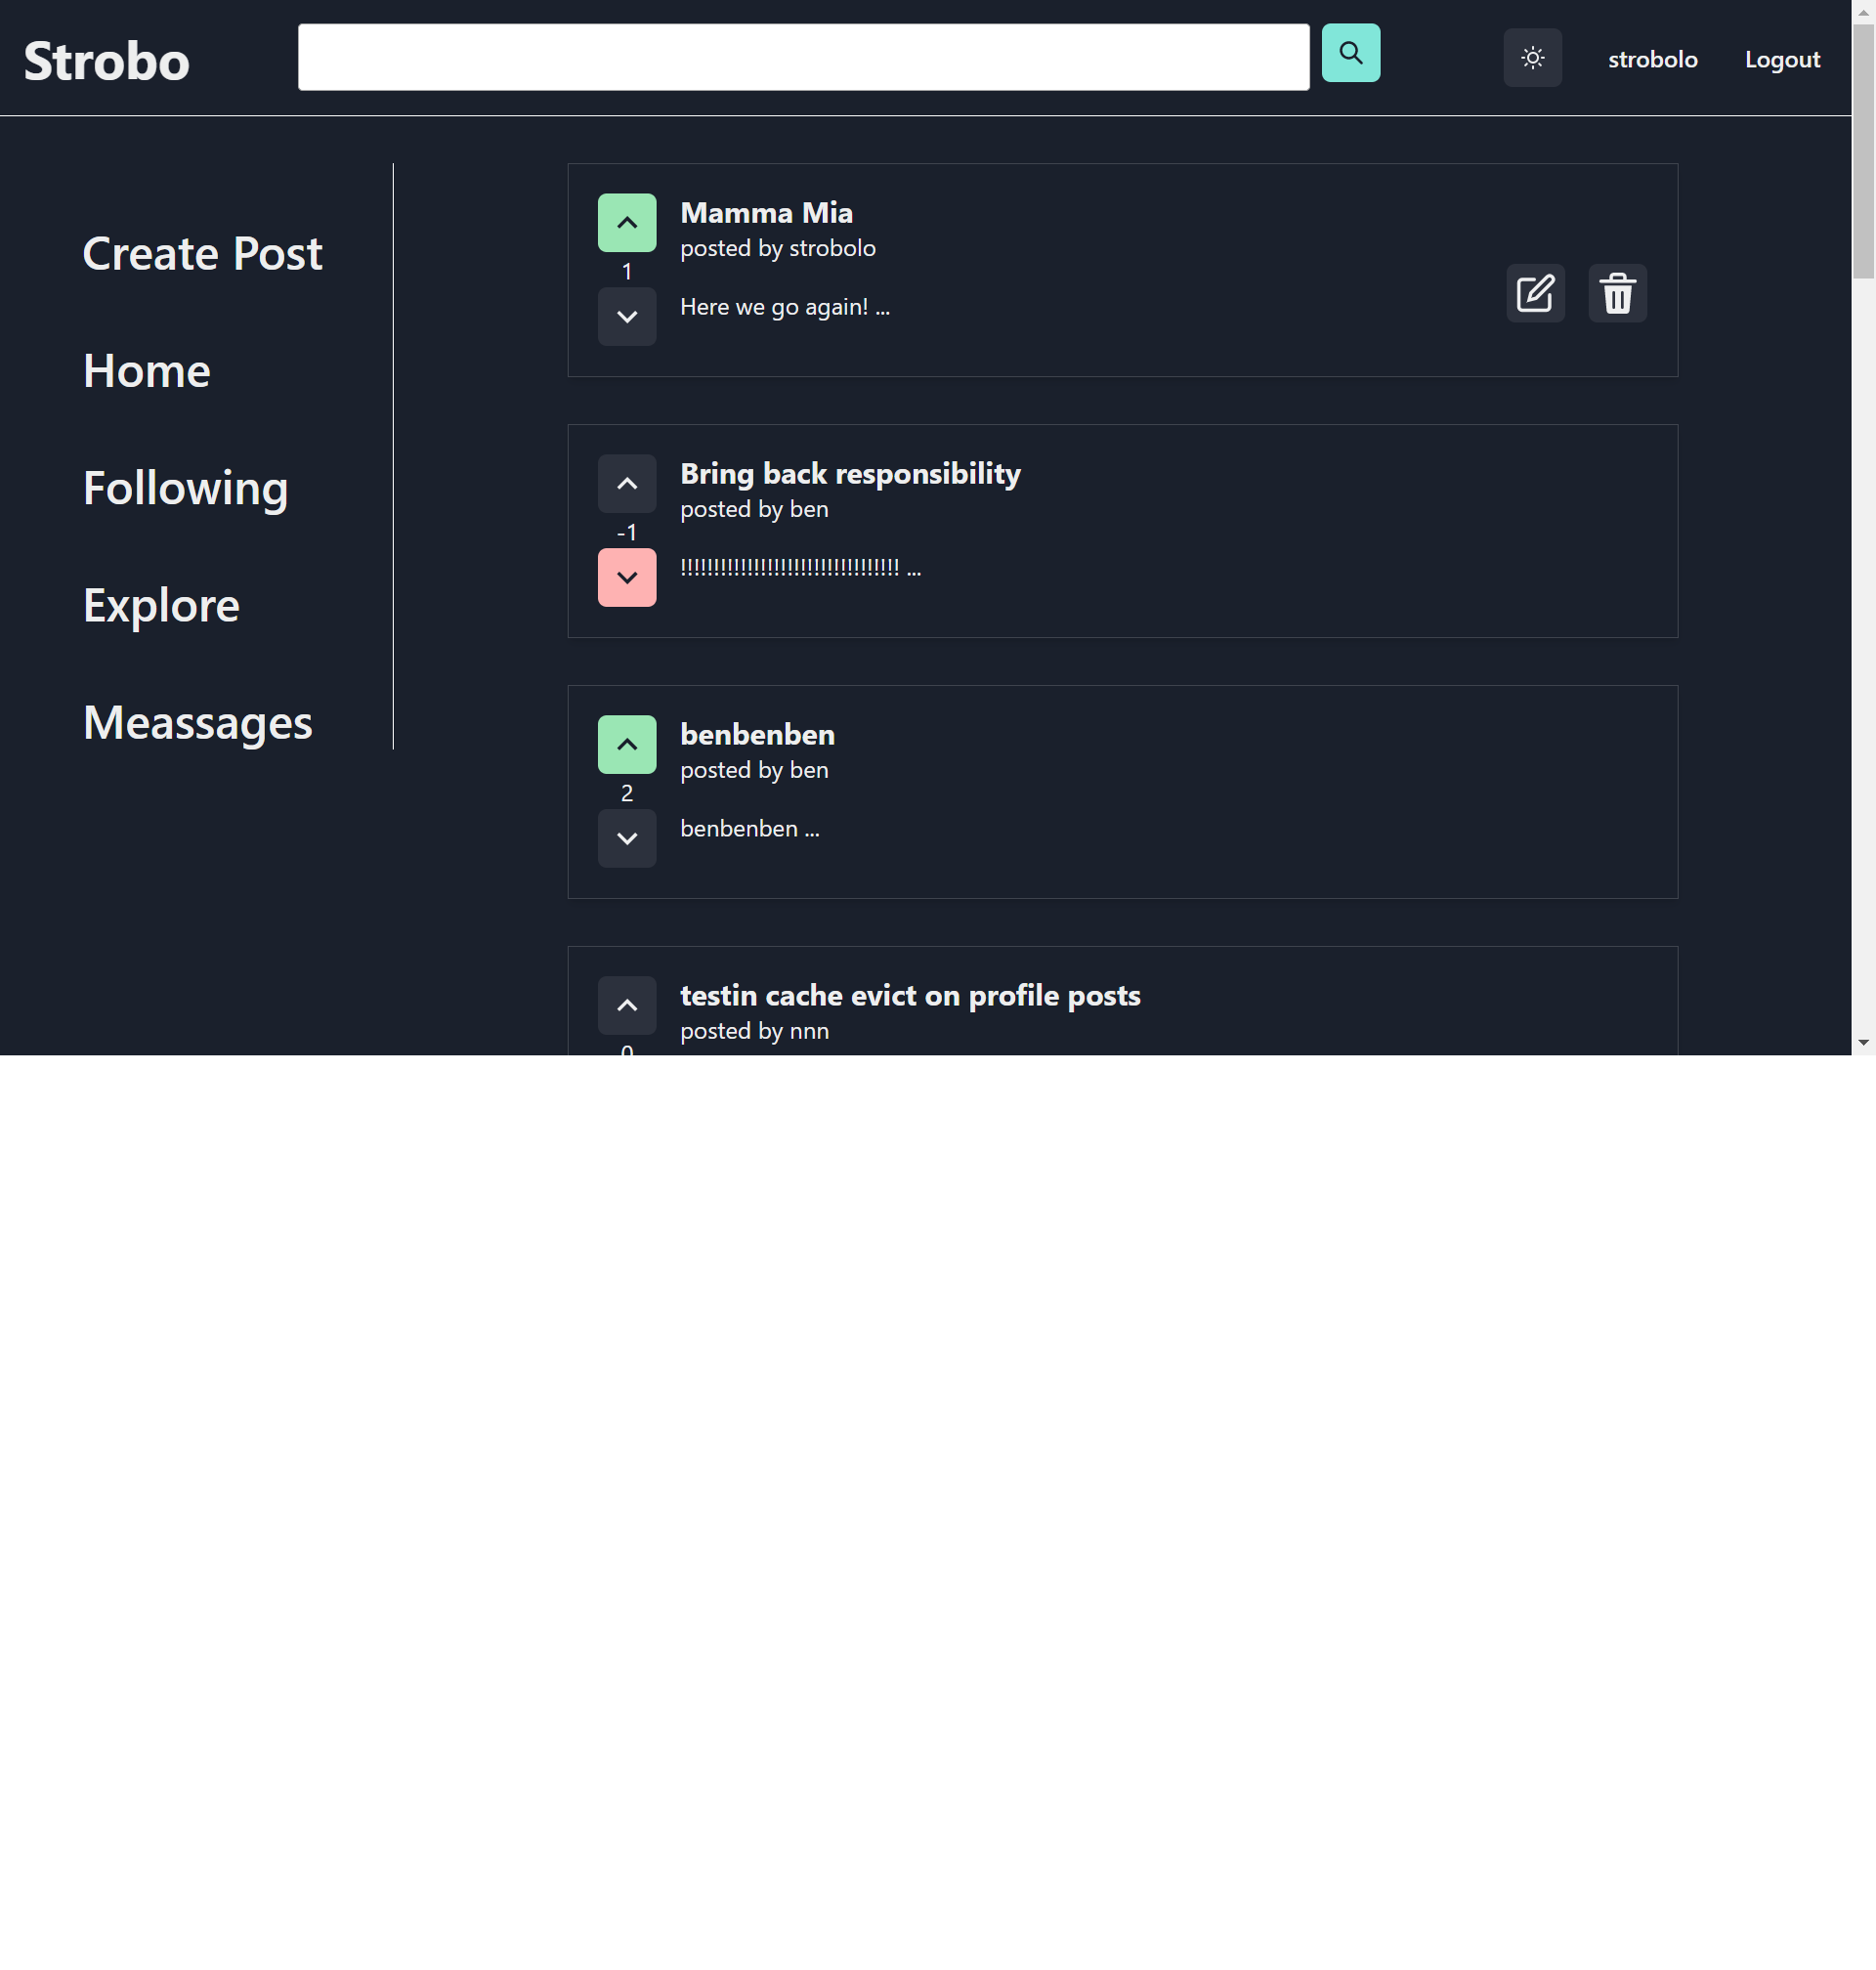 Strobo
strobolo
Logout
Create Post
Home
Following
Explore
Meassages
Mamma Mia
posted by strobolo
1
Here we go again! ...
Bring back responsibility
posted by ben
-1
!!!!!!!!!!!!!!!!!!!!!!!!!!!!!!!!! ...
benbenben
posted by ben
2
benbenben ...
testin cache evict on profile posts
posted by nnn
0